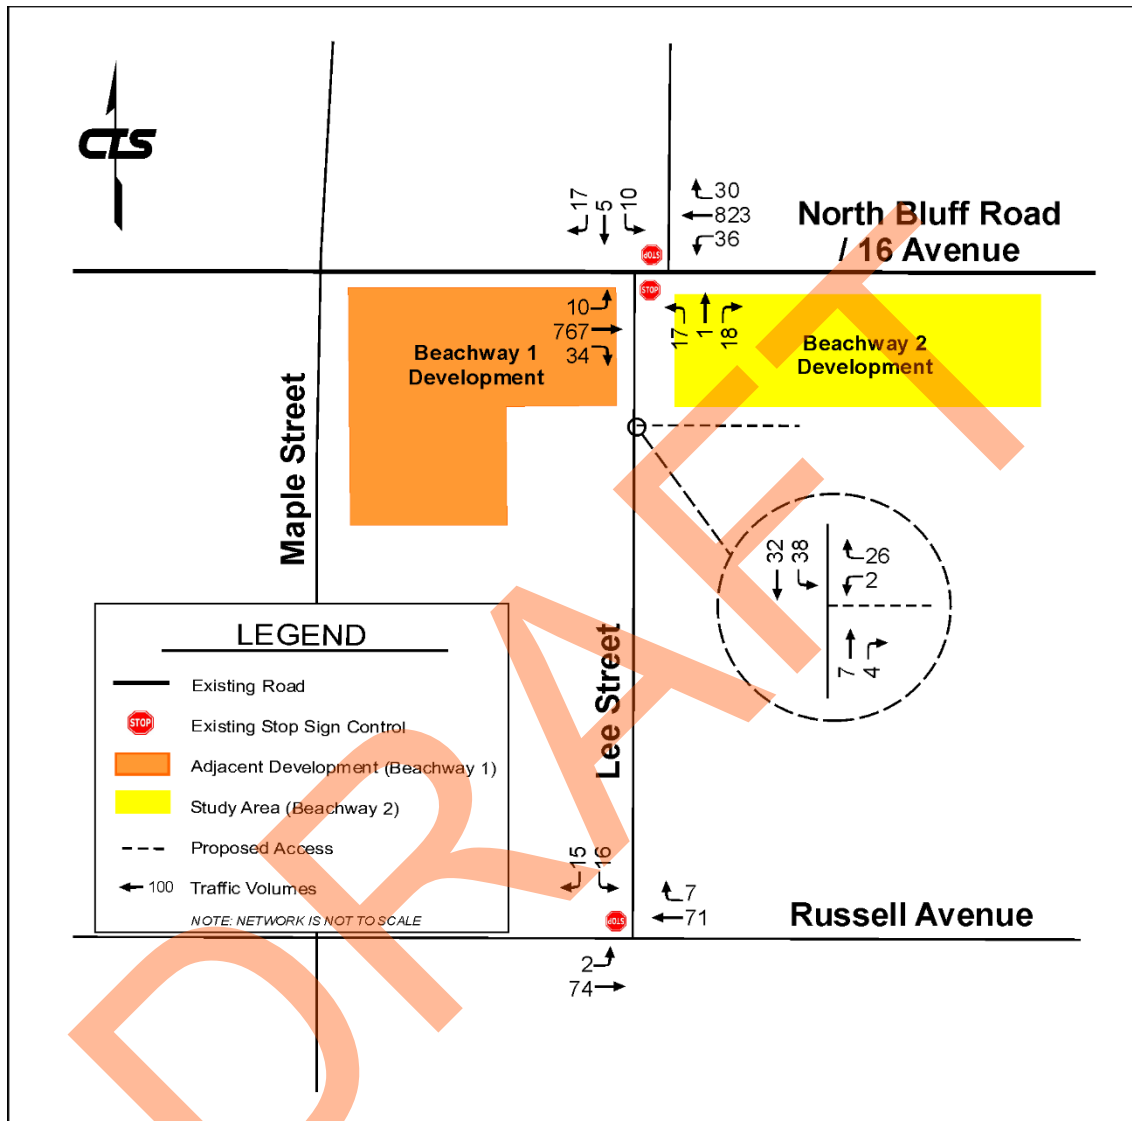 CTS
17
5
10
30
823
36
North Bluff Road
/ 16 Avenue
STOP
STOP
10
767
34
17
1
18
Beachway 1
Development
Beachway 2
Development
Maple Street
32
38
26
2
7
4
Lee Street
LEGEND
Existing Road
STOP
Existing Stop Sign Control
Adjacent Development (Beachway 1)
Study Area (Beachway 2)
Proposed Access
100
Traffic Volumes
NOTE: NETWORK IS NOT TO SCALE
15
16
7
71
STOP
Russell Avenue
2
74
DRAFT